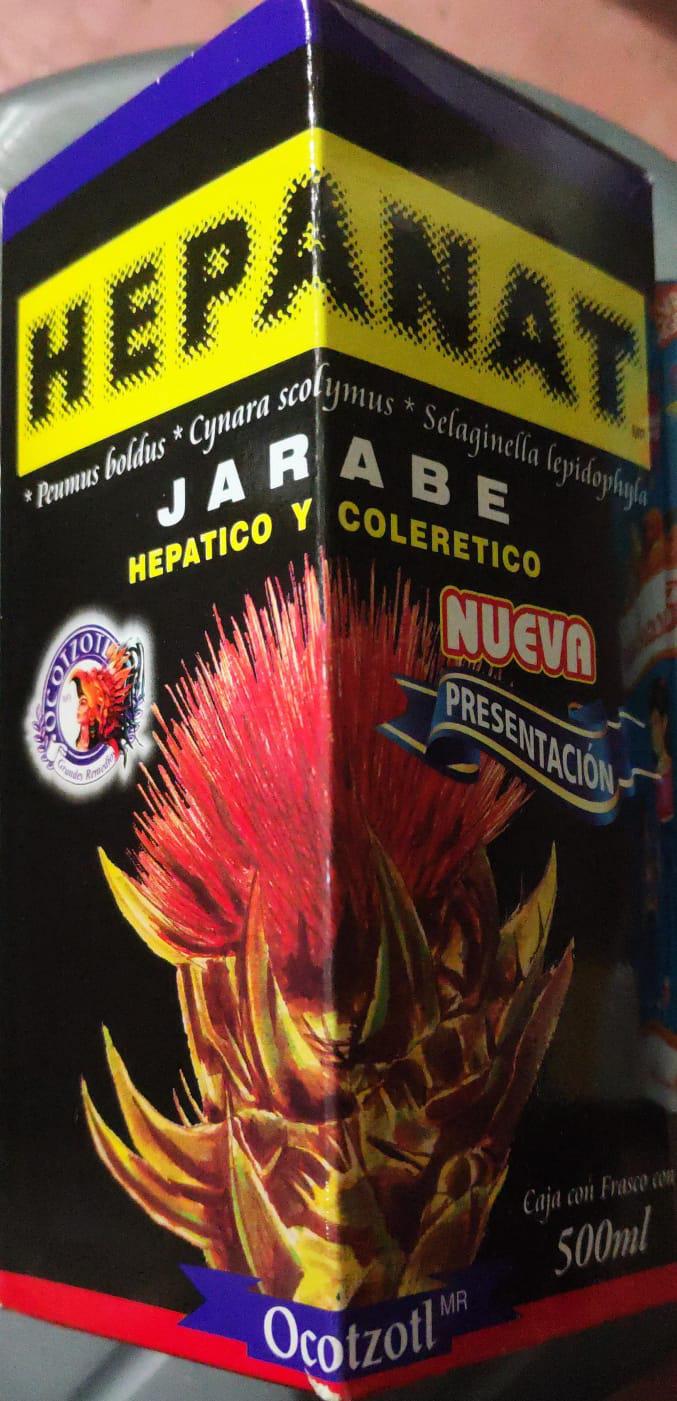 HEPANAT
* Peumus boldus * Cynara scolymus * Selaginella lepidophyla
JARABE
HEPATICO Y COLERETICO
OCOTZOTL
Grandes Remedios
NUEVA
PRESENTACIÓN
Caja con Frasco con
500ml
Ocotzotl MR